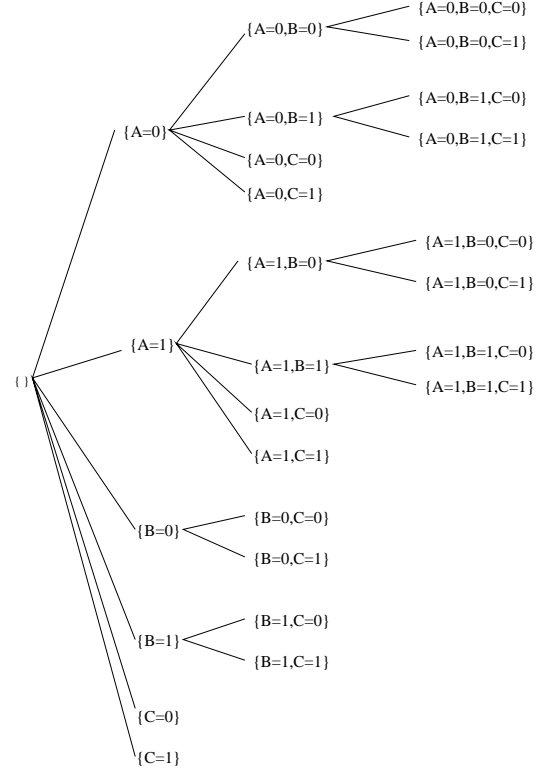 {A=0,B=0,C=0}
{A=0,B=0}
{A=0,B=0,C=1}
{A=0,B=1,C=0}
{A=0,B=1}
{A=0}
{A=0,B=1,C=1}
{A=0,C=0}
{A=0,C=1}
{A=1,B=0,C=0}
{A=1,B=0}
{A=1,B=0,C=1}
{A=1}
{A=1,B=1,C=0}
{A=1,B=1}
{ }
{A=1,B=1,C=1}
{A=1,C=0}
{A=1,C=1}
{B=0,C=0}
{B=0}
{B=0,C=1}
{B=1,C=0}
{B=1}
{B=1,C=1}
{C=0}
{C=1}